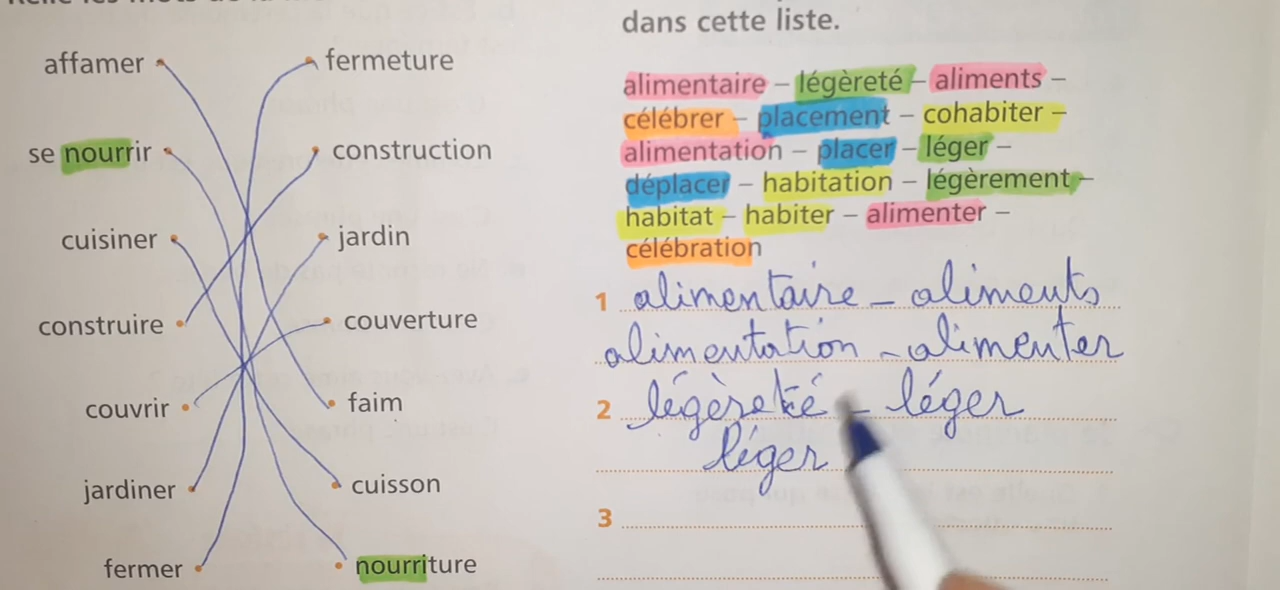 affamer
fermeture
se nourrir
construction
cuisiner
jardin
construire
couverture
couvrir
faim
jardiner
cuisson
fermer
nourriture
dans cette liste.
alimentaire – légèreté – aliments –
célébrer – placement – cohabiter –
alimentation – placer – léger –
déplacer – habitation – légèrement –
habitat – habiter – alimenter –
célébration
1 alimentaire – aliments
alimentation – alimenter
2 légèreté – léger
léger
3